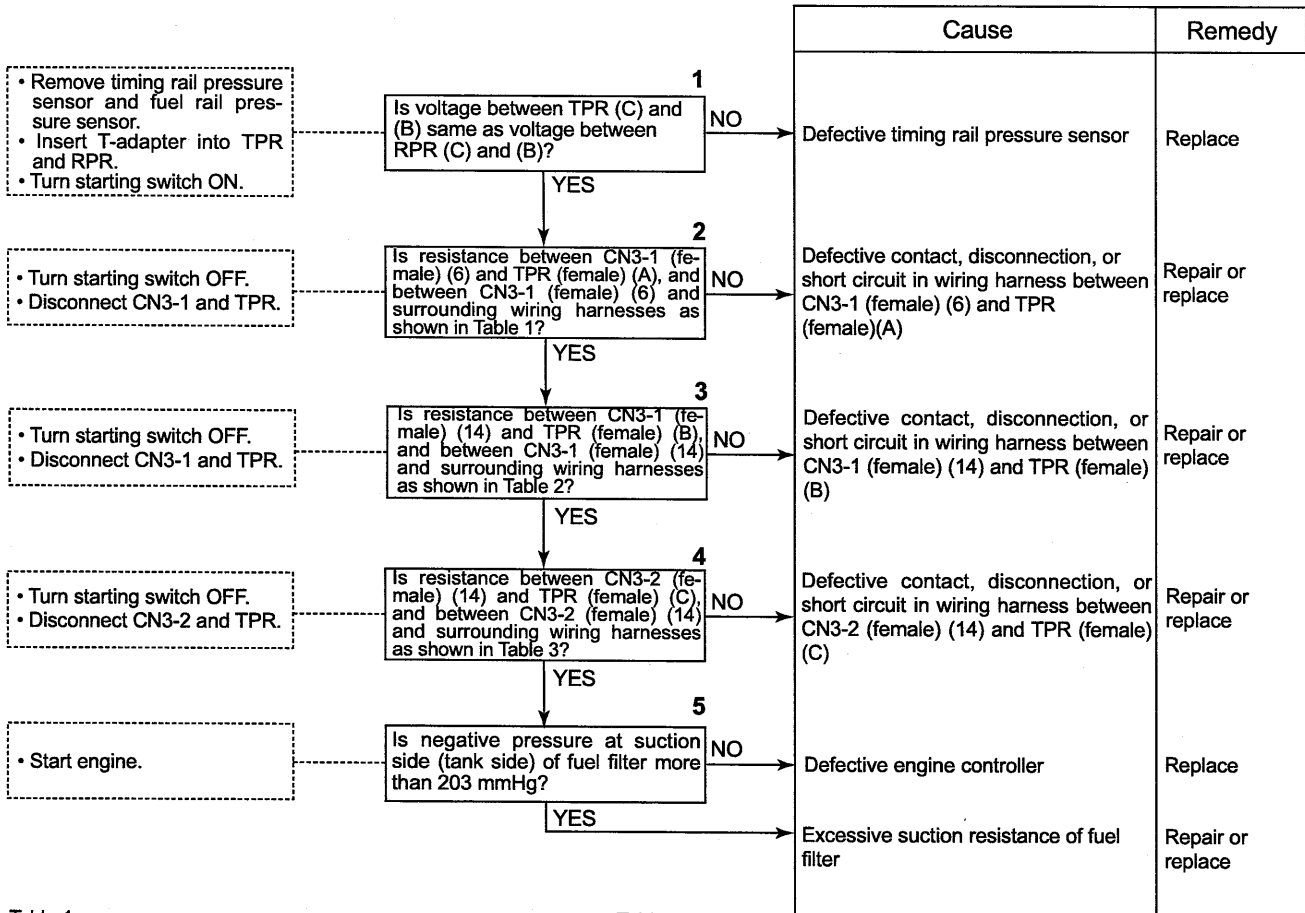 Cause
Remedy
• Remove timing rail pressure
sensor and fuel rail pres-
sure sensor.
• Insert T-adapter into TPR
and RPR.
• Turn starting switch ON.
1
Is voltage between TPR (C) and
(B) same as voltage between
RPR (C) and (B)?
NO
YES
Defective timing rail pressure sensor
Replace
• Turn starting switch OFF.
• Disconnect CN3-1 and TPR.
2
Is resistance between CN3-1 (fe-
male) (6) and TPR (female) (A), and
between CN3-1 (female) (6) and
surrounding wiring harnesses as
shown in Table 1?
NO
YES
Defective contact, disconnection, or
short circuit in wiring harness between
CN3-1 (female) (6) and TPR
(female)(A)
Repair or
replace
• Turn starting switch OFF.
• Disconnect CN3-1 and TPR.
3
Is resistance between CN3-1 (fe-
male) (14) and TPR (female) (B),
and between CN3-1 (female) (14)
and surrounding wiring harnesses
as shown in Table 2?
NO
YES
Defective contact, disconnection, or
short circuit in wiring harness between
CN3-1 (female) (14) and TPR (female)
(B)
Repair or
replace
• Turn starting switch OFF.
• Disconnect CN3-2 and TPR.
4
Is resistance between CN3-2 (fe-
male) (14) and TPR (female) (C),
and between CN3-2 (female) (14)
and surrounding wiring harnesses
as shown in Table 3?
NO
YES
Defective contact, disconnection, or
short circuit in wiring harness between
CN3-2 (female) (14) and TPR (female)
(C)
Repair or
replace
• Start engine.
5
Is negative pressure at suction
side (tank side) of fuel filter more
than 203 mmHg?
NO
YES
Defective engine controller
Replace
Excessive suction resistance of fuel
filter
Repair or
replace